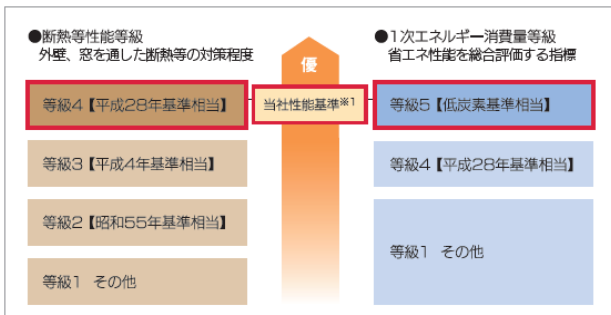 ●断熱等性能等級
外壁、窓を通した断熱等の対策程度
等級4【平成28年基準相当】
等級3【平成4年基準相当】
等級2【昭和55年基準相当】
等級1 その他
優
当社性能基準※1
●1次エネルギー消費量等級
省エネ性能を総合評価する指標
等級5【低炭素基準相当】
等級4【平成28年基準相当】
等級1 その他